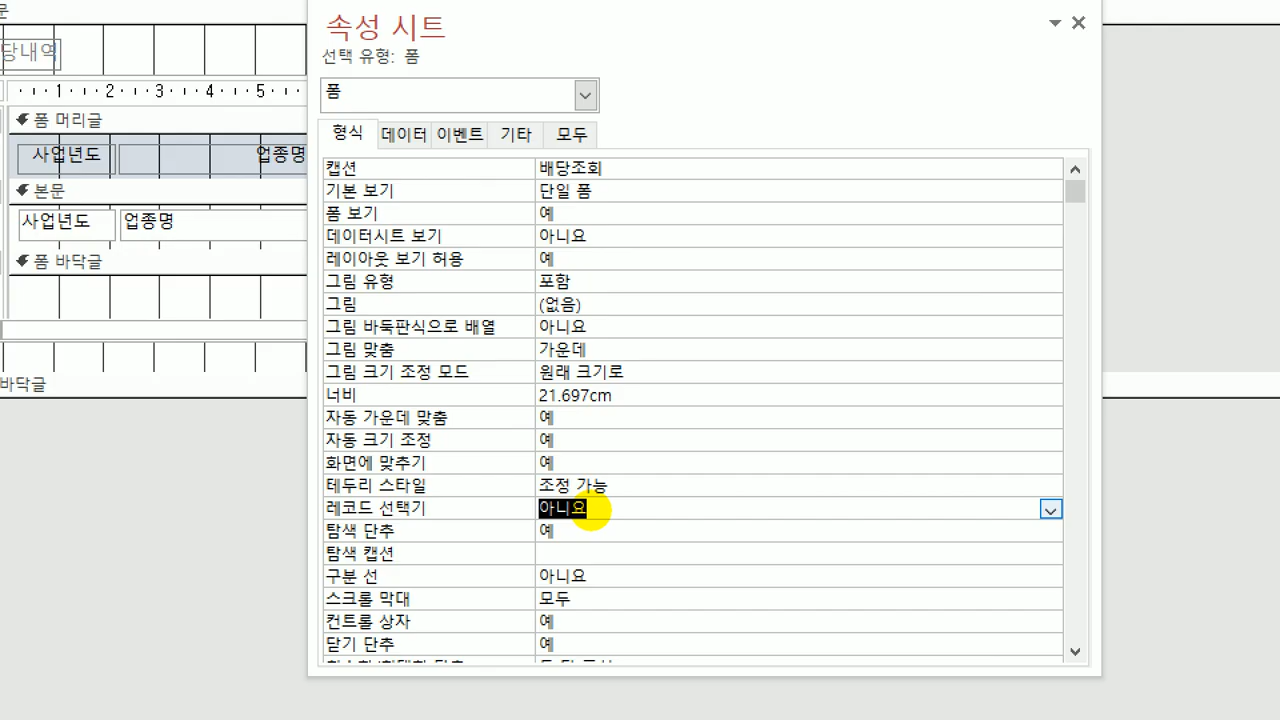 문
당내역
1 2 3 4 5
폼 머리글
사업년도 업종명
본문
사업년도 업종명
폼 바닥글
바닥글
속성 시트
선택 유형: 폼
폼
형식 데이터 이벤트 기타 모두
캡션 배당조회
기본 보기 단일 폼
폼 보기 예
데이터시트 보기 아니요
레이아웃 보기 허용 예
그림 유형 포함
그림 (없음)
그림 바둑판식으로 배열 아니요
그림 맞춤 가운데
그림 크기 조정 모드 원래 크기로
너비 21.697cm
자동 가운데 맞춤 예
자동 크기 조정 예
화면에 맞추기 예
테두리 스타일 조정 가능
레코드 선택기 아니요
탐색 단추 예
탐색 캡션
구분 선 아니요
스크롤 막대 모두
컨트롤 상자 예
닫기 단추 예